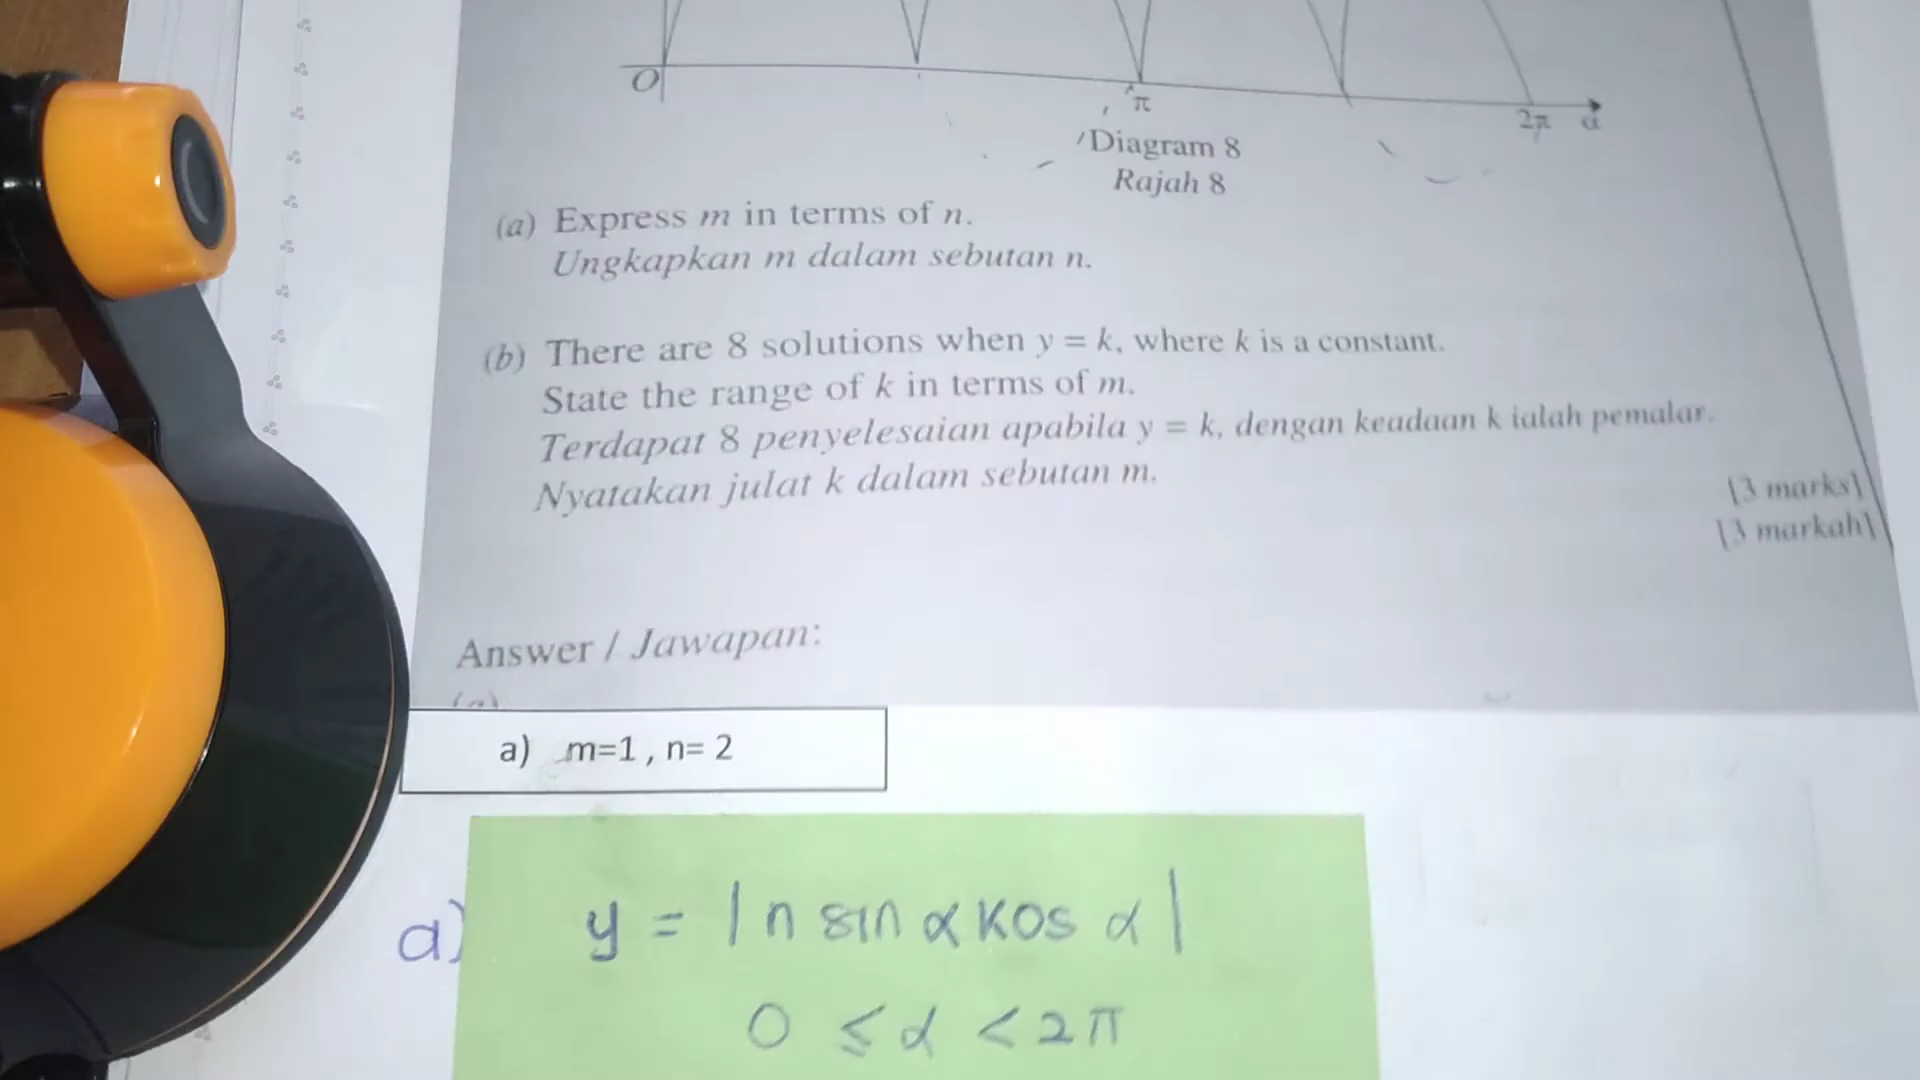 O
π
2π α
Diagram 8
Rajah 8
(a) Express m in terms of n.
Ungkapkan m dalam sebutan n.
(b) There are 8 solutions when y = k, where k is a constant.
State the range of k in terms of m.
Terdapat 8 penyelesaian apabila y = k, dengan keadaan k ialah pemalar.
Nyatakan julat k dalam sebutan m.
[3 marks]
[3 markah]
Answer / Jawapan:
(a)
a) m=1 , n= 2
a) y = | n sin α kos α |
0 ≤ α < 2π